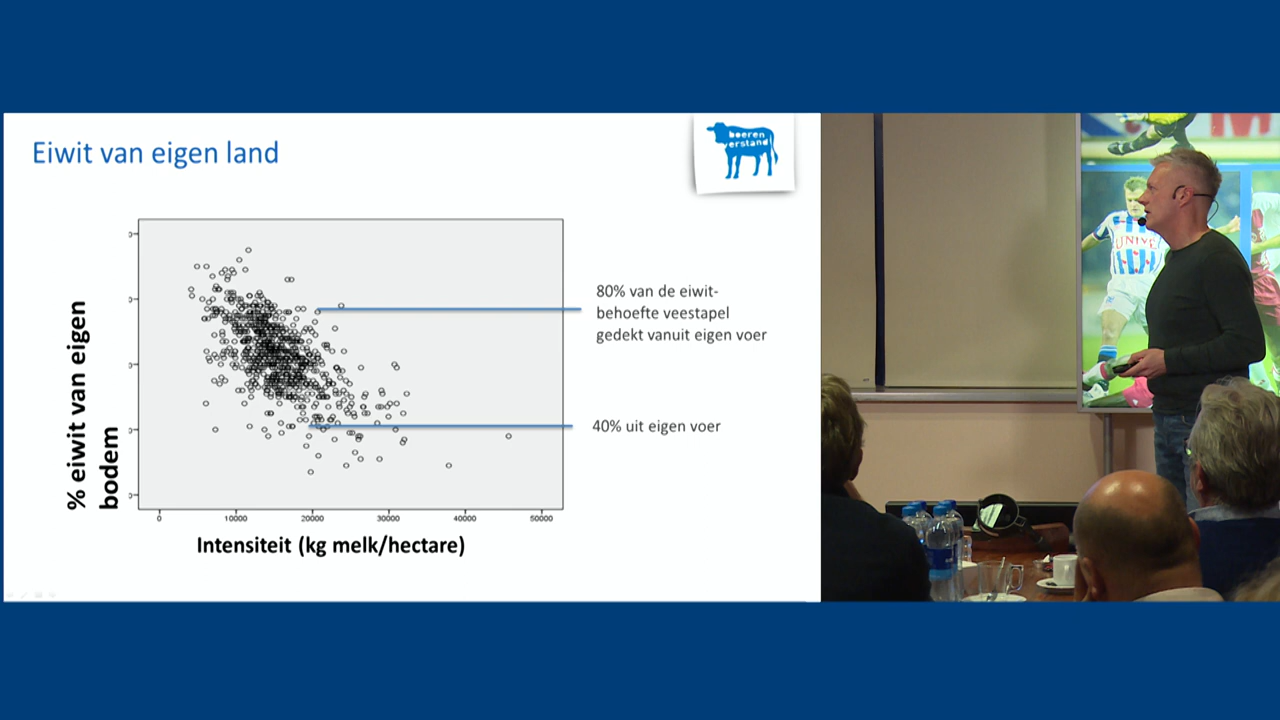 Eiwit van eigen land
boeren
verstand
80% van de eiwit-
behoefte veestapel
gedekt vanuit eigen voer
40% uit eigen voer
% eiwit van eigen
bodem
0 10000 20000 30000 40000 50000
Intensiteit (kg melk/hectare)
UNIVÉ